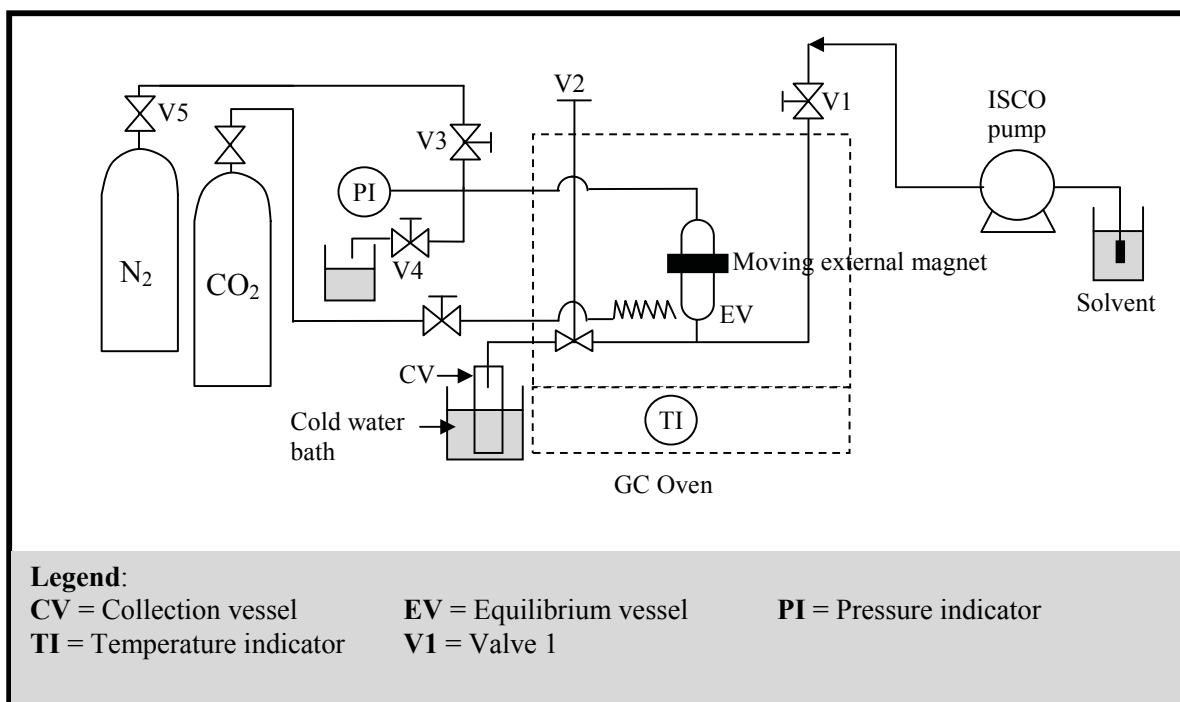 V2
V5
V1
ISCO
pump
V3
PI
V4
N2
CO2
Moving external magnet
EV
Solvent
CV
Cold water
bath
TI
GC Oven
Legend:
CV = Collection vessel EV = Equilibrium vessel PI = Pressure indicator
TI = Temperature indicator V1 = Valve 1